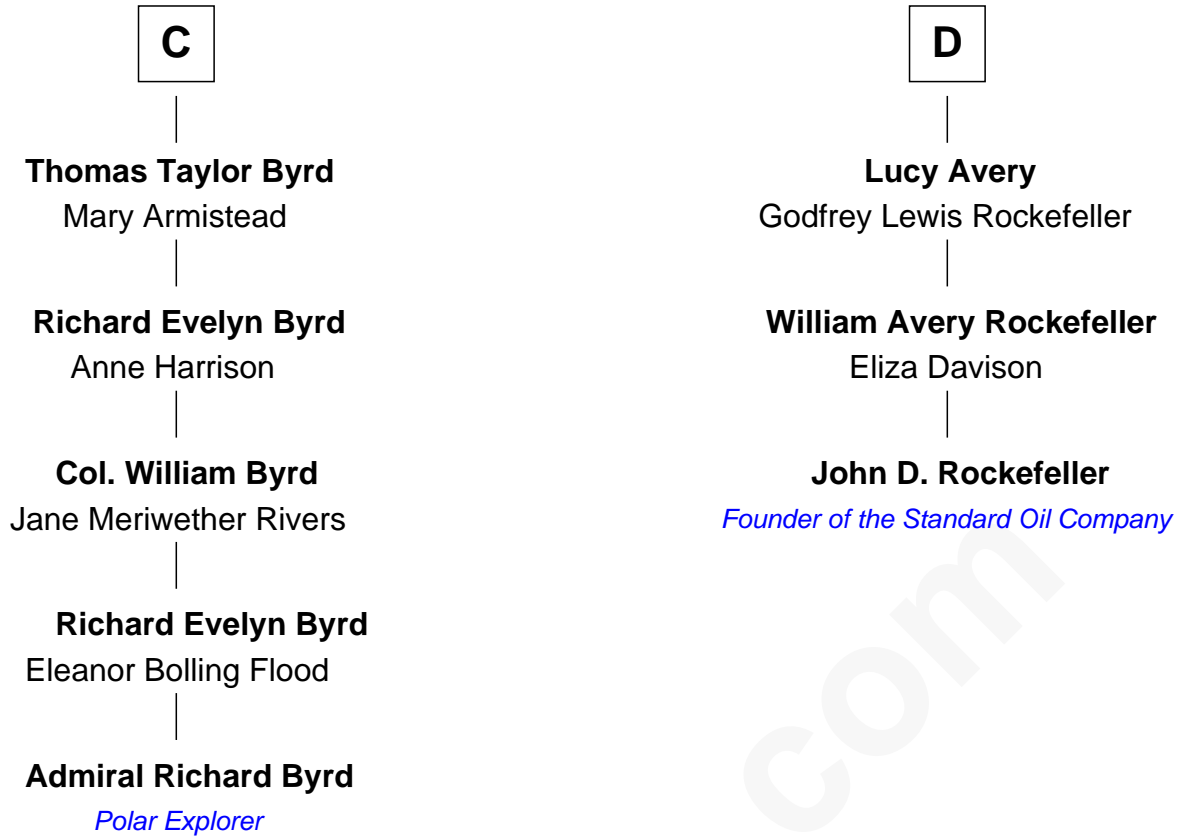 C
Thomas Taylor Byrd
Mary Armistead
Richard Evelyn Byrd
Anne Harrison
Col. William Byrd
Jane Meriwether Rivers
Richard Evelyn Byrd
Eleanor Bolling Flood
Admiral Richard Byrd
Polar Explorer
D
Lucy Avery
Godfrey Lewis Rockefeller
William Avery Rockefeller
Eliza Davison
John D. Rockefeller
Founder of the Standard Oil Company
com